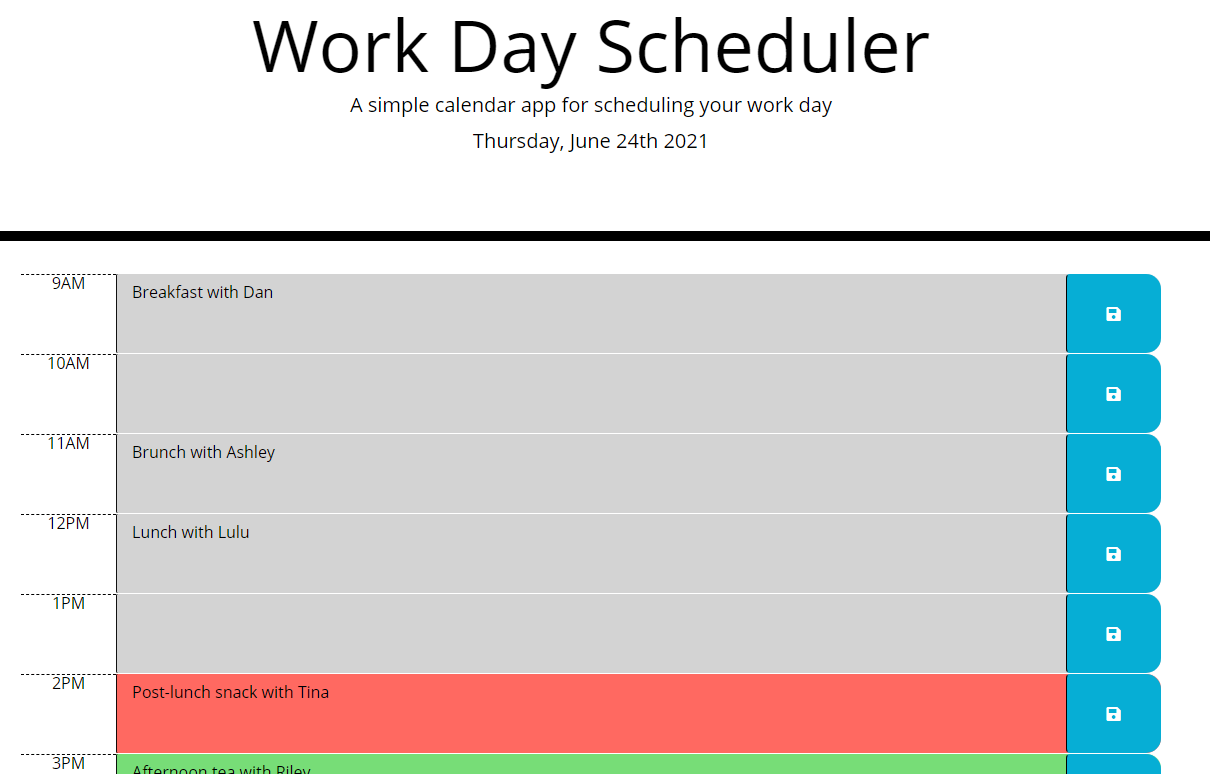 Work Day Scheduler
A simple calendar app for scheduling your work day
Thursday, June 24th 2021
9AM
Breakfast with Dan
10AM
11AM
Brunch with Ashley
12PM
Lunch with Lulu
1PM
2PM
Post-lunch snack with Tina
3PM
Afternoon tea with Riley